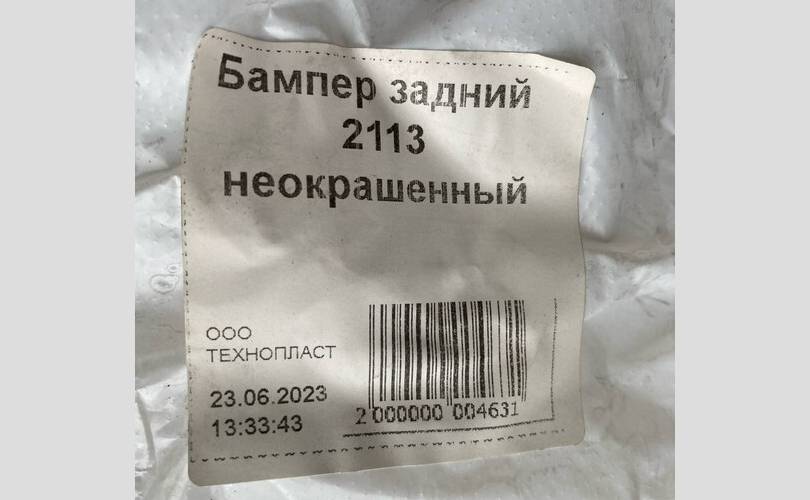 Бампер задний
2113
неокрашенный
ООО
ТЕХНОПЛАСТ
23.06.2023
13:33:43
2 000000 004631